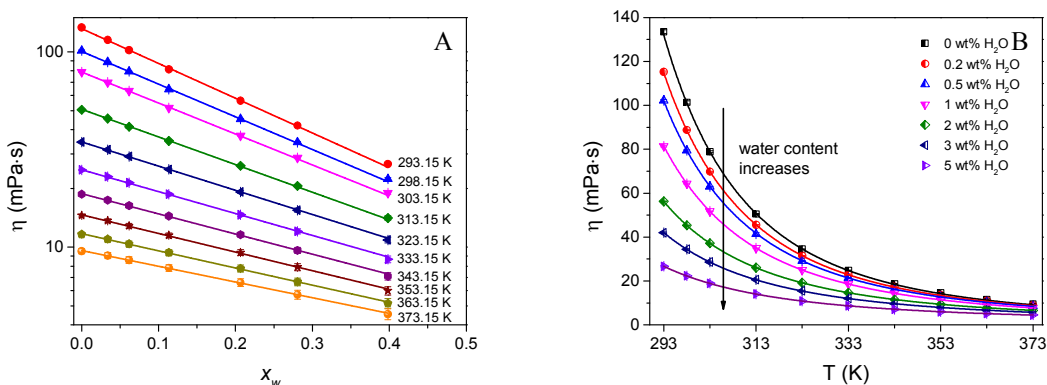 A
η (mPa·s)
100
10
293.15 K
298.15 K
303.15 K
313.15 K
323.15 K
333.15 K
343.15 K
353.15 K
363.15 K
373.15 K
0.0 0.1 0.2 0.3 0.4 0.5
x_w
B
η (mPa·s)
140
120
100
80
60
40
20
0
0 wt% H₂O
0.2 wt% H₂O
0.5 wt% H₂O
1 wt% H₂O
2 wt% H₂O
3 wt% H₂O
5 wt% H₂O
water content
increases
293 313 333 353 373
T (K)